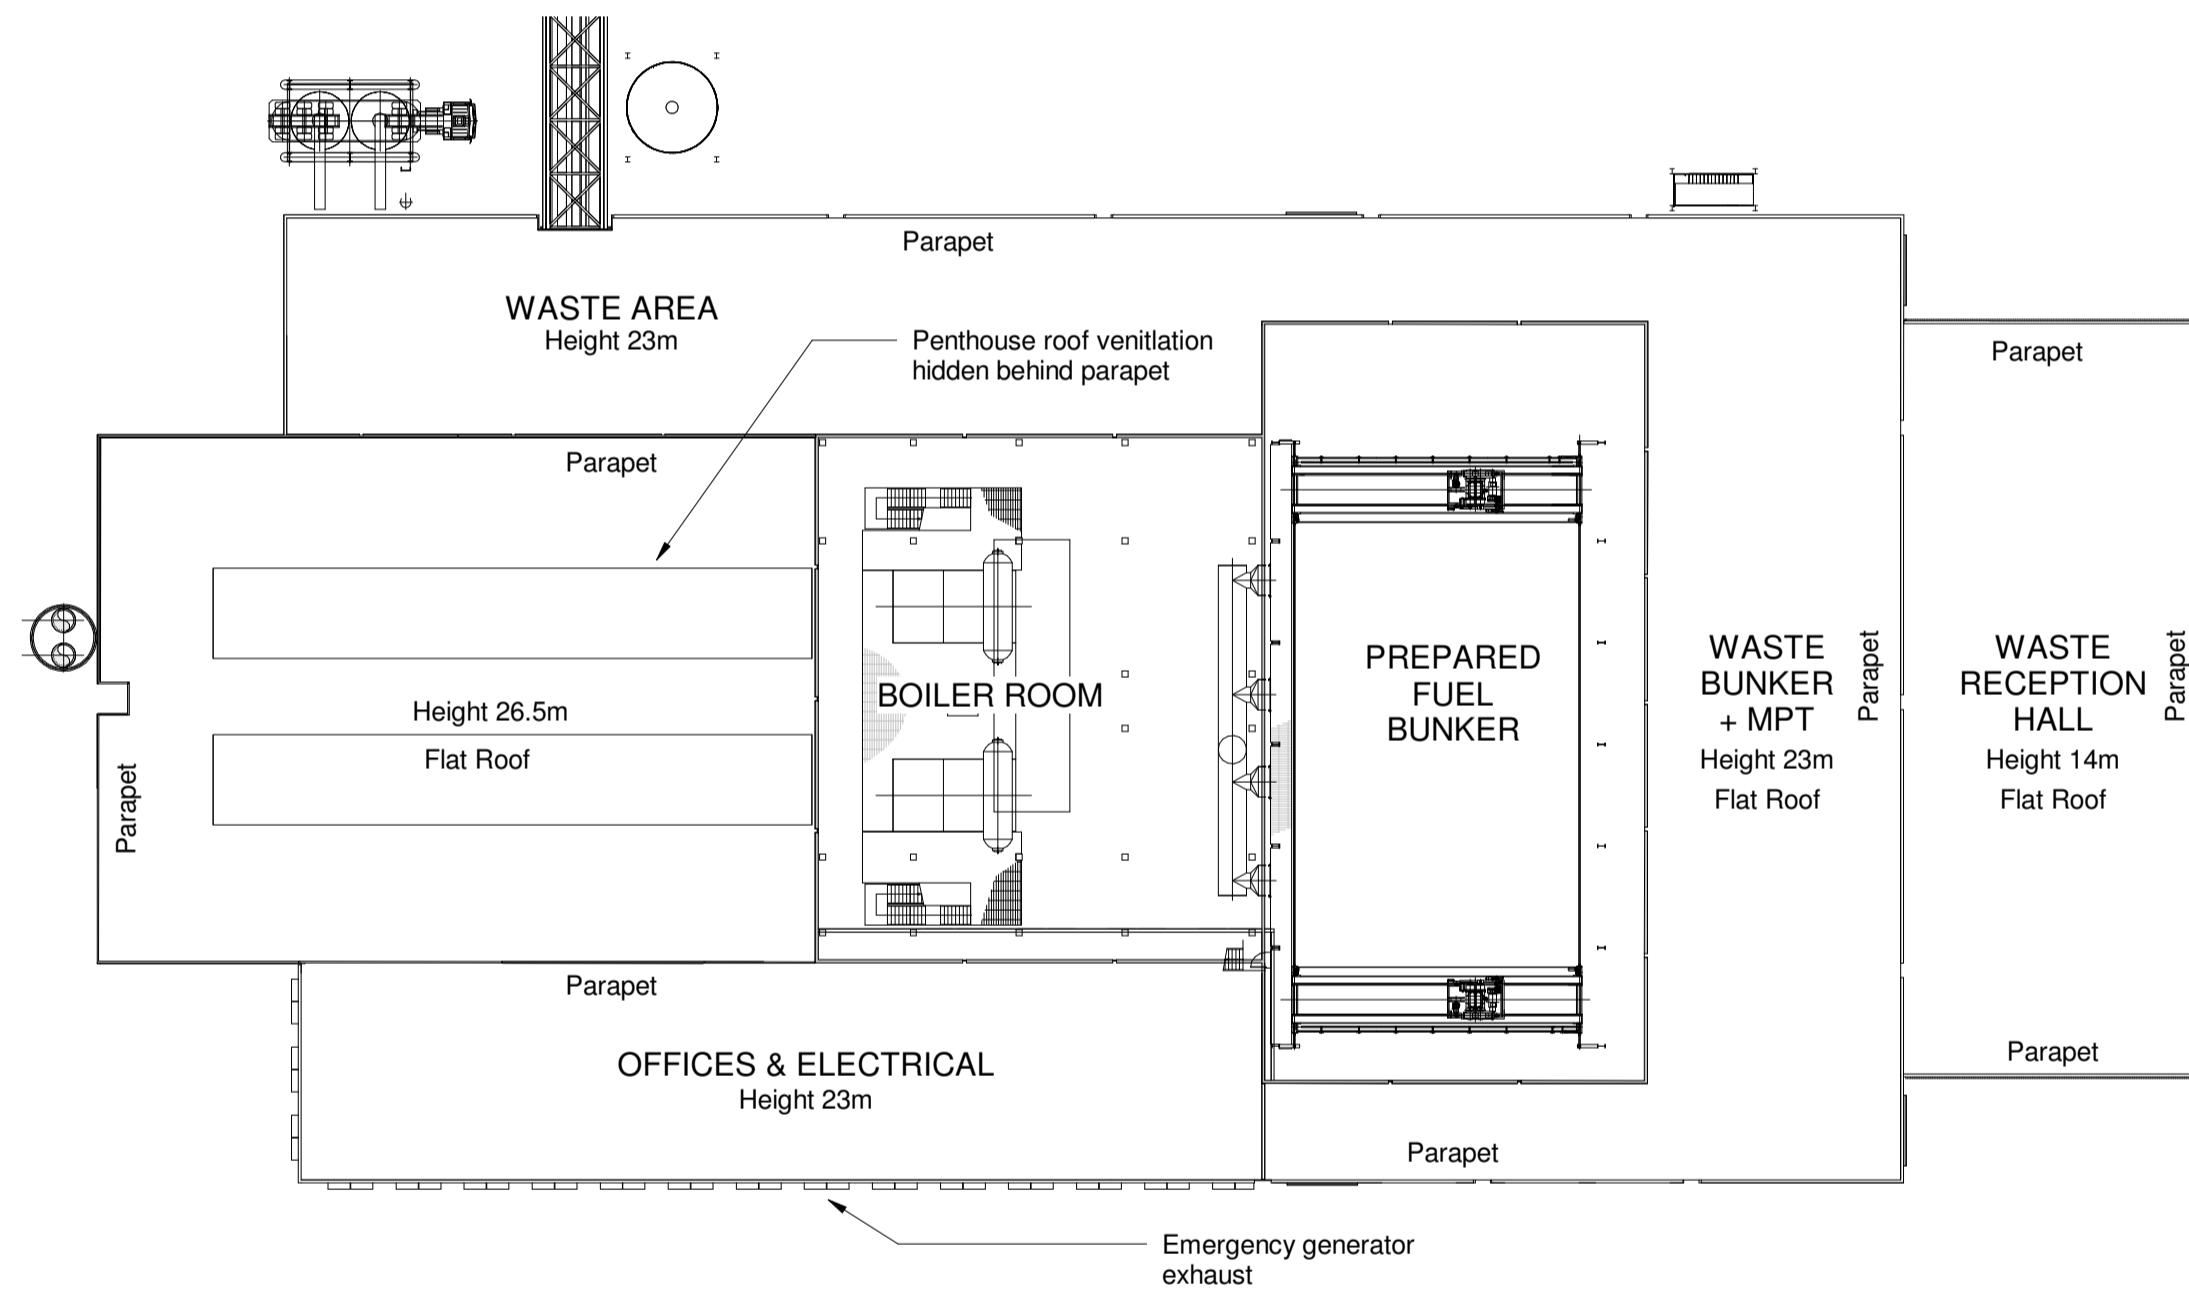 Parapet
WASTE AREA
Height 23m
Penthouse roof venitlation
hidden behind parapet
Parapet
Parapet
Height 26.5m
Flat Roof
Parapet
BOILER ROOM
PREPARED
FUEL
BUNKER
WASTE
BUNKER
+ MPT
Height 23m
Flat Roof
Parapet
WASTE
RECEPTION
HALL
Height 14m
Flat Roof
Parapet
Parapet
OFFICES & ELECTRICAL
Height 23m
Parapet
Parapet
Emergency generator
exhaust